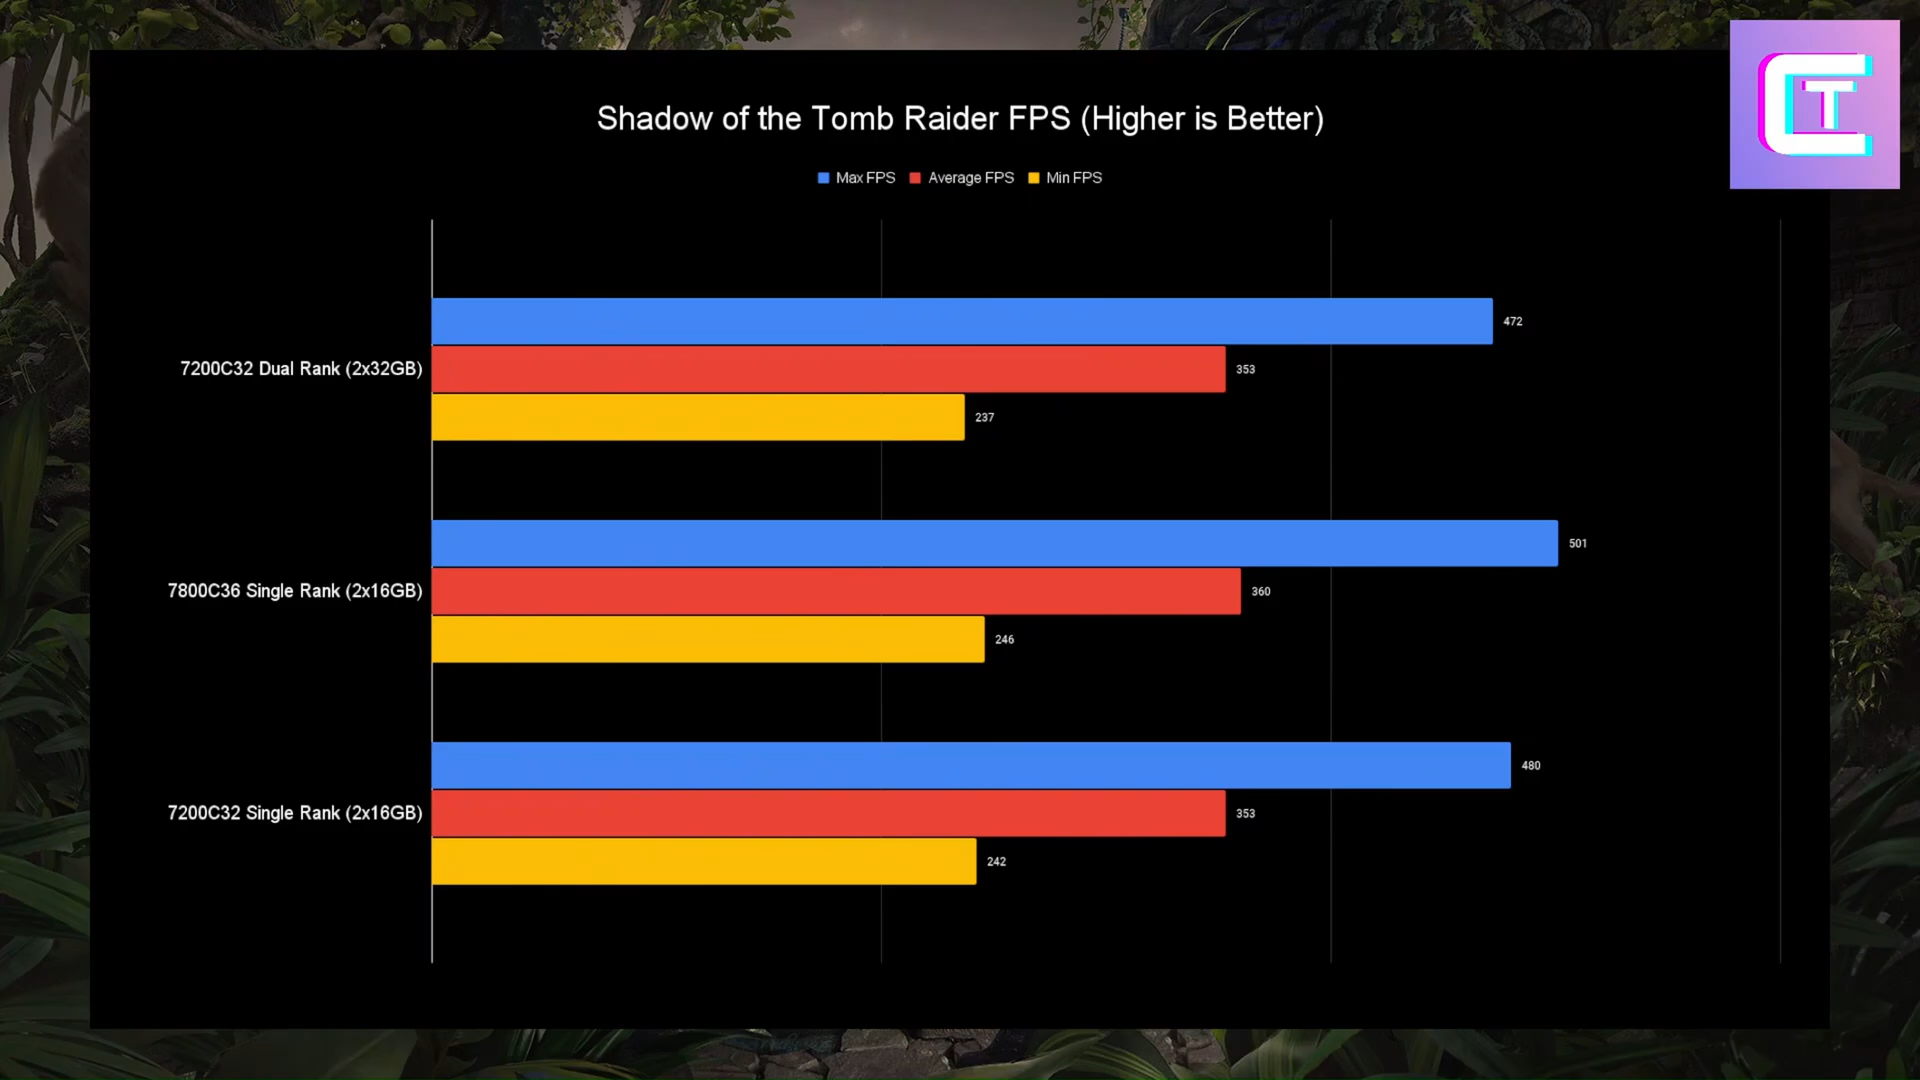 Shadow of the Tomb Raider FPS (Higher is Better)
Max FPS Average FPS Min FPS
472
7200C32 Dual Rank (2x32GB) 353
237
501
7800C36 Single Rank (2x16GB) 360
246
480
7200C32 Single Rank (2x16GB) 353
242
CT